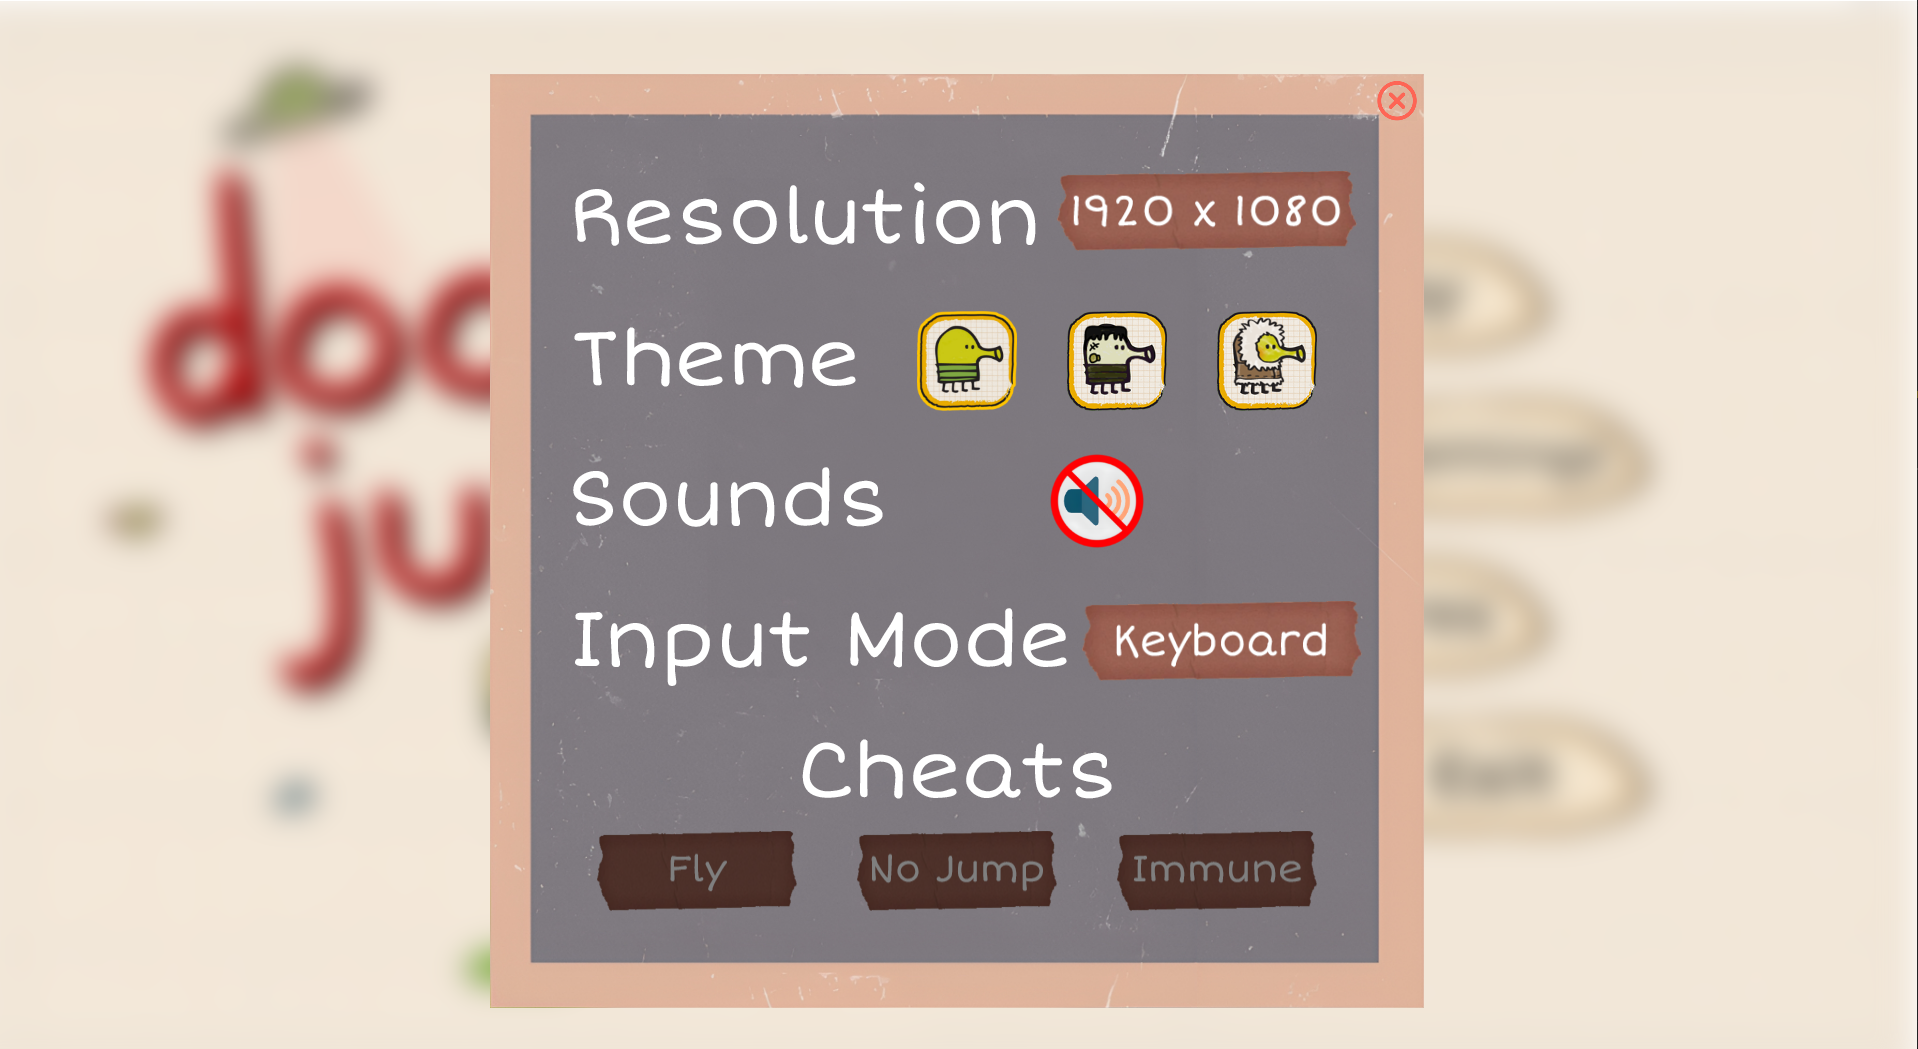 Resolution 1920 x 1080
Theme
Sounds
Input Mode Keyboard
Cheats
Fly No Jump Immune